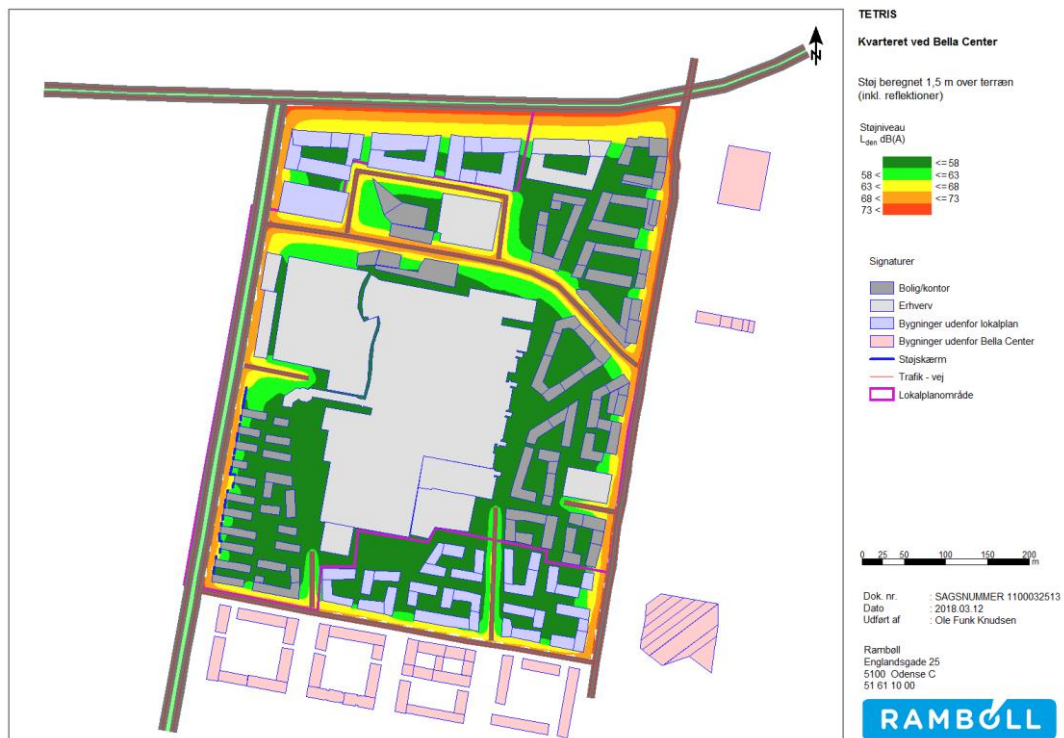 TETRIS
Kvarteret ved Bella Center
N
Støj beregnet 1,5 m over terræn
(inkl. reflektioner)
Støjniveau
Lden dB(A)
<= 58
58 < <= 63
63 < <= 68
68 < <= 73
73 <
Signaturer
Bolig/kontor
Erhverv
Bygninger udenfor lokalplan
Bygninger udenfor Bella Center
Støjskærm
Trafik - vej
Lokalplanområde
0 25 50 100 150 200
m
Dok. nr. : SAGSNUMMER 1100032513
Dato : 2018.03.12
Udført af : Ole Funk Knudsen
Rambøll
Englandsgade 25
5100 Odense C
51 61 10 00
RAMBOLL